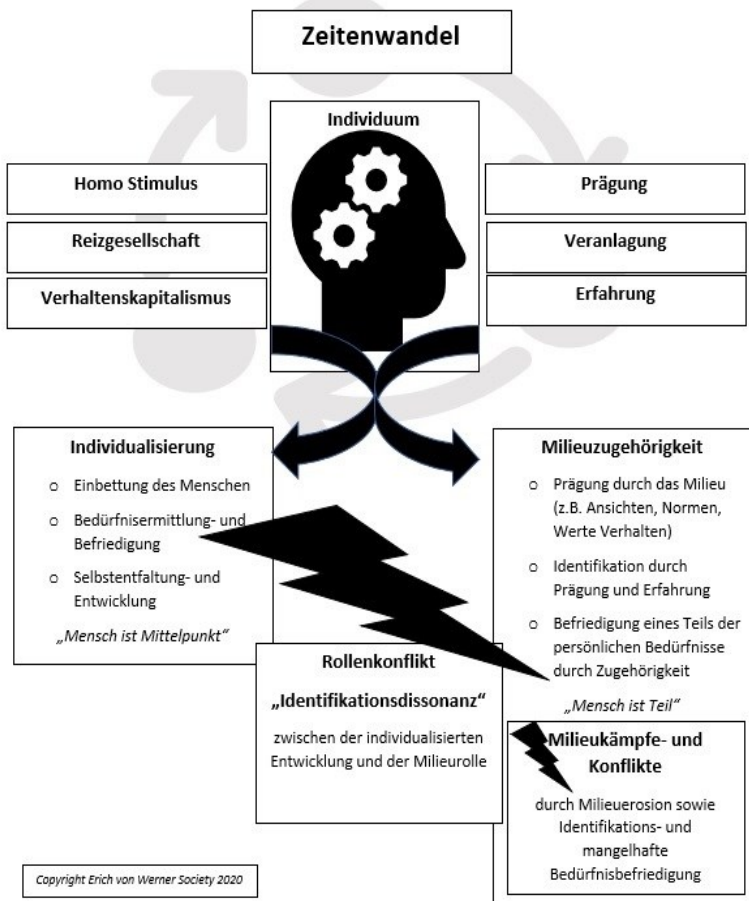 Zeitenwandel
Individuum
Homo Stimulus
Reizgesellschaft
Verhaltenskapitalismus
Prägung
Veranlagung
Erfahrung
Individualisierung
o Einbettung des Menschen
o Bedürfnisermittlung- und
Befriedigung
o Selbstentfaltung- und
Entwicklung
„Mensch ist Mittelpunkt“
Milieuzugehörigkeit
o Prägung durch das Milieu
(z.B. Ansichten, Normen,
Werte Verhalten)
o Identifikation durch
Prägung und Erfahrung
o Befriedigung eines Teils der
persönlichen Bedürfnisse
durch Zugehörigkeit
„Mensch ist Teil“
Rollenkonflikt
„Identifikationsdissonanz“
zwischen der individualisierten
Entwicklung und der Milieurolle
Milieukämpfe- und
Konflikte
durch Milieuerosion sowie
Identifikations- und
mangelhafte
Bedürfnisbefriedigung
Copyright Erich von Werner Society 2020